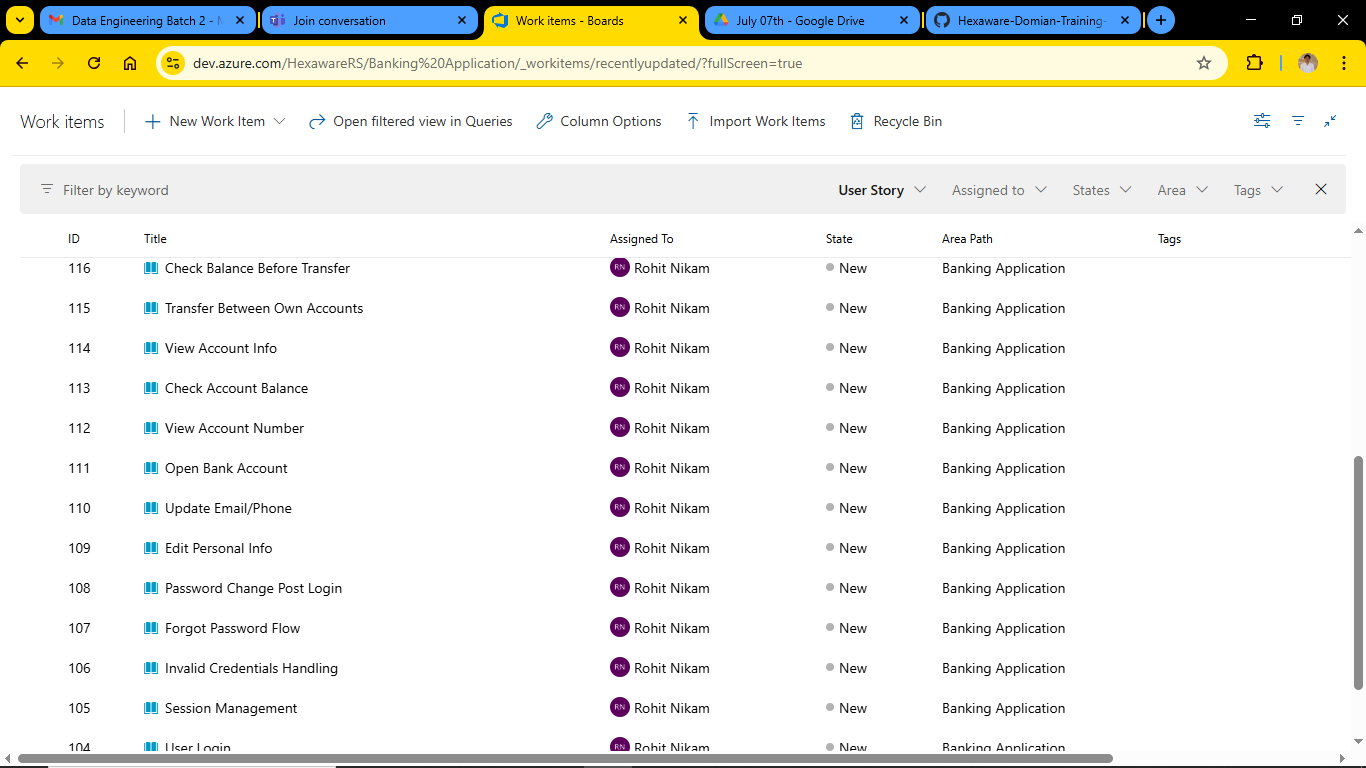 Data Engineering Batch 2 -
Join conversation
Work items - Boards
July 07th - Google Drive
Hexaware-Domian-Training-
dev.azure.com/HexawareRS/Banking%20Application/_workitems/recentlyupdated/?fullScreen=true
Work items
New Work Item
Open filtered view in Queries
Column Options
Import Work Items
Recycle Bin
Filter by keyword
User Story
Assigned to
States
Area
Tags
ID Title Assigned To State Area Path Tags
116 Check Balance Before Transfer RN Rohit Nikam New Banking Application
115 Transfer Between Own Accounts RN Rohit Nikam New Banking Application
114 View Account Info RN Rohit Nikam New Banking Application
113 Check Account Balance RN Rohit Nikam New Banking Application
112 View Account Number RN Rohit Nikam New Banking Application
111 Open Bank Account RN Rohit Nikam New Banking Application
110 Update Email/Phone RN Rohit Nikam New Banking Application
109 Edit Personal Info RN Rohit Nikam New Banking Application
108 Password Change Post Login RN Rohit Nikam New Banking Application
107 Forgot Password Flow RN Rohit Nikam New Banking Application
106 Invalid Credentials Handling RN Rohit Nikam New Banking Application
105 Session Management RN Rohit Nikam New Banking Application
104 User Login RN Rohit Nikam New Banking Application